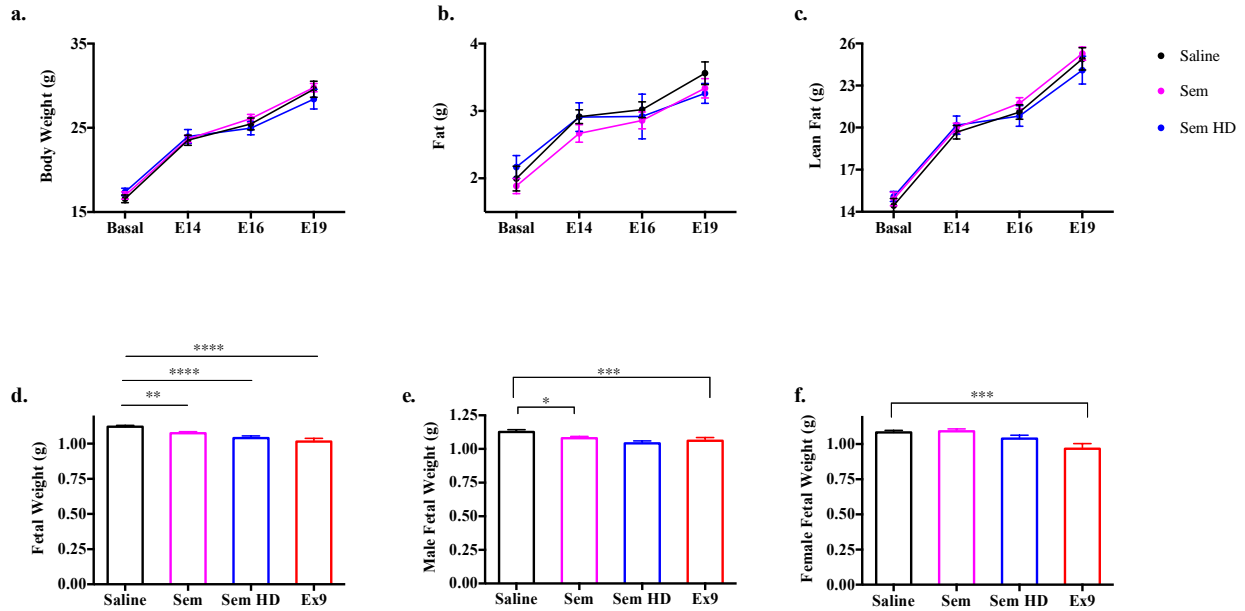 a.
Body Weight (g)
35
25
15
Basal E14 E16 E19
b.
Fat (g)
4
3
2
Basal E14 E16 E19
c.
Lean Fat (g)
26
23
20
17
14
Basal E14 E16 E19
Saline
Sem
Sem HD
d.
****
****
**
Fetal Weight (g)
1.00
0.75
0.50
0.25
0.00
Saline Sem Sem HD Ex9
e.
***
*
Male Fetal Weight (g)
1.25
1.00
0.75
0.50
0.25
0.00
Saline Sem Sem HD Ex9
f.
***
Female Fetal Weight (g)
1.00
0.75
0.50
0.25
0.00
Saline Sem Sem HD Ex9